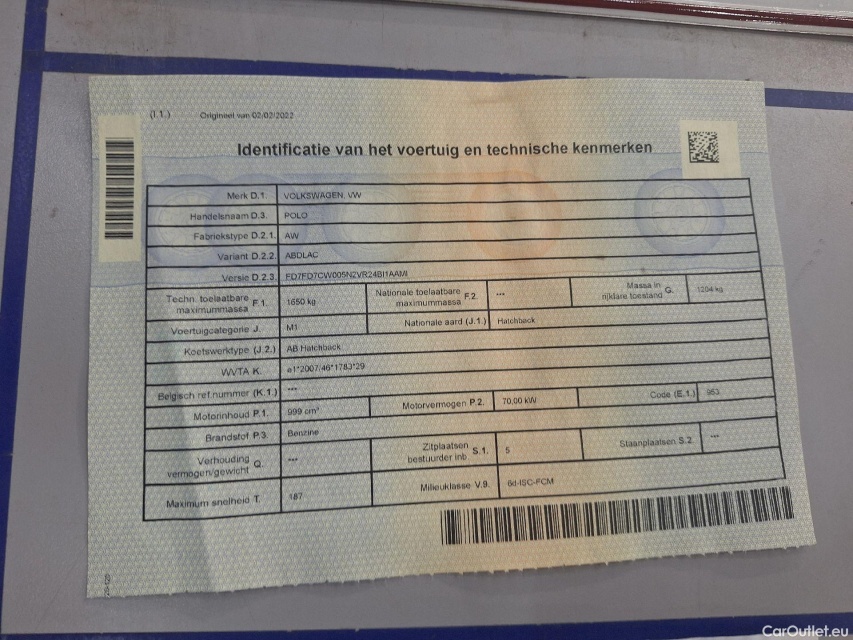 (I.1.) Origineel van 02/02/2022
Identificatie van het voertuig en technische kenmerken
Merk D.1. VOLKSWAGEN, VW
Handelsnaam D.3. POLO
Fabriekstype D.2.1. AW
Variant D.2.2. ABDLAC
Versie D.2.3. FD7FD7CW005N2VR24BI1AAMI
Techn. toelaatbare maximummassa F.1. 1650 kg Nationale toelaatbare maximummassa F.2. --- Massa in rijklare toestand G. 1204 kg
Voertuigcategorie J. M1 Nationale aard (J.1.) Hatchback
Koetswerktype (J.2.) AB Hatchback
WVTA K. e1*2007/46*1783*29
Belgisch ref.nummer (K.1.) ---
Motorinhoud P.1. 999 cm³ Motorvermogen P.2. 70,00 kW Code (E.1.) 953
Brandstof P.3. Benzine
Verhouding vermogen/gewicht Q. --- Zitplaatsen bestuurder inb. S.1. 5 Staanplaatsen S.2. ---
Maximum snelheid T. 187 Milieuklasse V.9. 6d-ISC-FCM
CarOutlet.eu